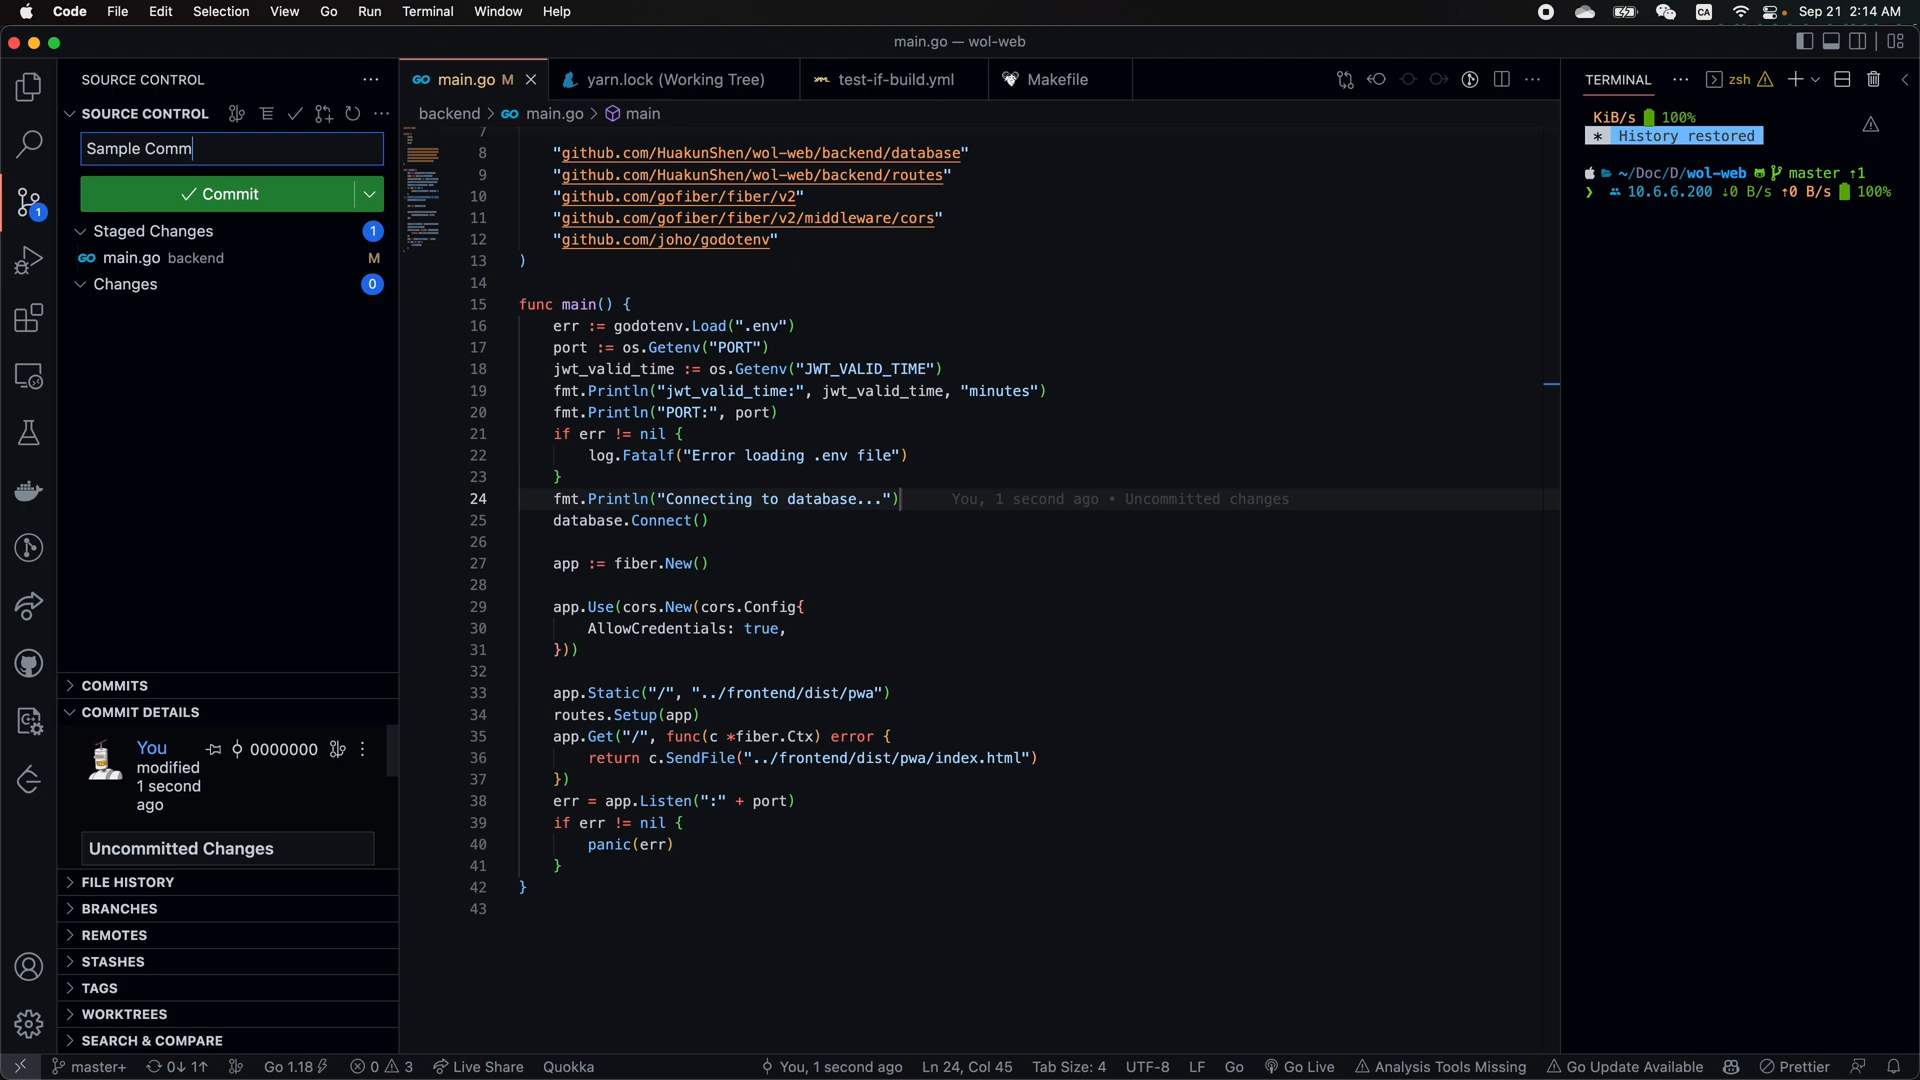 Code File Edit Selection View Go Run Terminal Window Help
CA Sep 21 2:14 AM
main.go — wol-web
SOURCE CONTROL
SOURCE CONTROL
Sample Comm
Commit
Staged Changes 1
GO main.go backend M
Changes 0
1
COMMITS
COMMIT DETAILS
You 0000000
modified
1 second
ago
Uncommitted Changes
FILE HISTORY
BRANCHES
REMOTES
STASHES
TAGS
WORKTREES
SEARCH & COMPARE
GO main.go M
yarn.lock (Working Tree)
YML test-if-build.yml
Makefile
backend > GO main.go > main
7
8 "github.com/HuakunShen/wol-web/backend/database"
9 "github.com/HuakunShen/wol-web/backend/routes"
10 "github.com/gofiber/fiber/v2"
11 "github.com/gofiber/fiber/v2/middleware/cors"
12 "github.com/joho/godotenv"
13 )
14
15 func main() {
16 err := godotenv.Load(".env")
17 port := os.Getenv("PORT")
18 jwt_valid_time := os.Getenv("JWT_VALID_TIME")
19 fmt.Println("jwt_valid_time:", jwt_valid_time, "minutes")
20 fmt.Println("PORT:", port)
21 if err != nil {
22 log.Fatalf("Error loading .env file")
23 }
24 fmt.Println("Connecting to database...") You, 1 second ago • Uncommitted changes
25 database.Connect()
26
27 app := fiber.New()
28
29 app.Use(cors.New(cors.Config{
30 AllowCredentials: true,
31 }))
32
33 app.Static("/", "../frontend/dist/pwa")
34 routes.Setup(app)
35 app.Get("/", func(c *fiber.Ctx) error {
36 return c.SendFile("../frontend/dist/pwa/index.html")
37 })
38 err = app.Listen(":" + port)
39 if err != nil {
40 panic(err)
41 }
42 }
43
TERMINAL zsh
KiB/s 100%
* History restored
~/Doc/D/wol-web master ↑1
❯ 10.6.6.200 ↓0 B/s ↑0 B/s 100%
master+ 0↓ 1↑ Go 1.18 0 3 Live Share Quokka You, 1 second ago Ln 24, Col 45 Tab Size: 4 UTF-8 LF Go Go Live Analysis Tools Missing Go Update Available Prettier